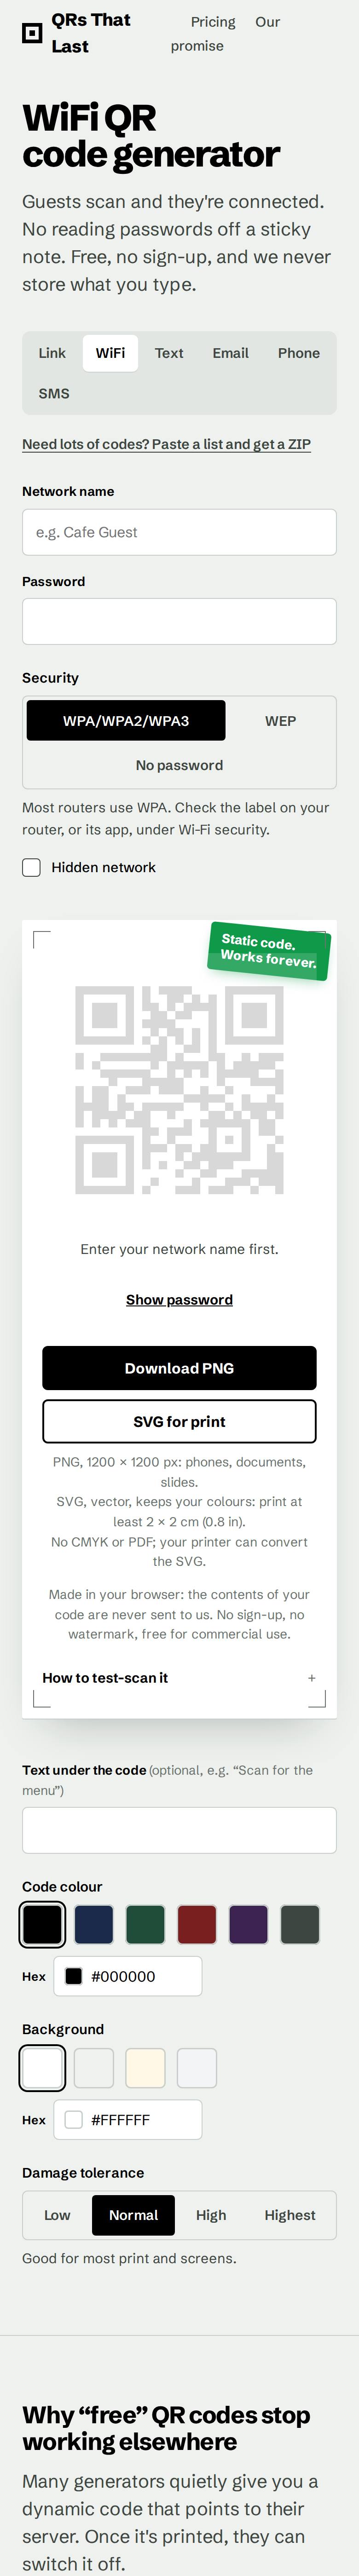 QRs That
Last
Pricing
Our
promise
WiFi QR
code generator
Guests scan and they're connected.
No reading passwords off a sticky
note. Free, no sign-up, and we never
store what you type.
Link
WiFi
Text
Email
Phone
SMS
Need lots of codes? Paste a list and get a ZIP
Network name
e.g. Cafe Guest
Password
Security
WPA/WPA2/WPA3
WEP
No password
Most routers use WPA. Check the label on your
router, or its app, under Wi-Fi security.
Hidden network
Static code.
Works forever.
Enter your network name first.
Show password
Download PNG
SVG for print
PNG, 1200 × 1200 px: phones, documents,
slides.
SVG, vector, keeps your colours: print at
least 2 × 2 cm (0.8 in).
No CMYK or PDF; your printer can convert
the SVG.
Made in your browser: the contents of your
code are never sent to us. No sign-up, no
watermark, free for commercial use.
How to test-scan it +
Text under the code (optional, e.g. “Scan for the
menu”)
Code colour
Hex #000000
Background
Hex #FFFFFF
Damage tolerance
Low
Normal
High
Highest
Good for most print and screens.
Why “free” QR codes stop
working elsewhere
Many generators quietly give you a
dynamic code that points to their
server. Once it's printed, they can
switch it off.